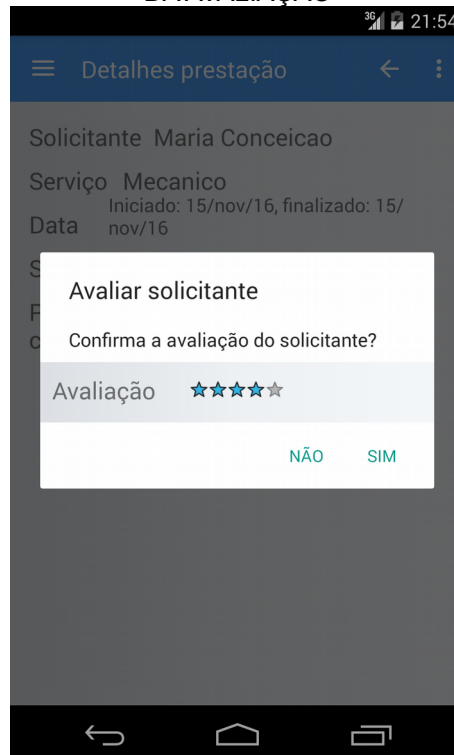 3G 21:54
Detalhes prestação
Solicitante Maria Conceicao
Serviço Mecanico
Iniciado: 15/nov/16, finalizado: 15/
Data nov/16
S
Avaliar solicitante
P
Confirma a avaliação do solicitante?
c
Avaliação
NÃO SIM